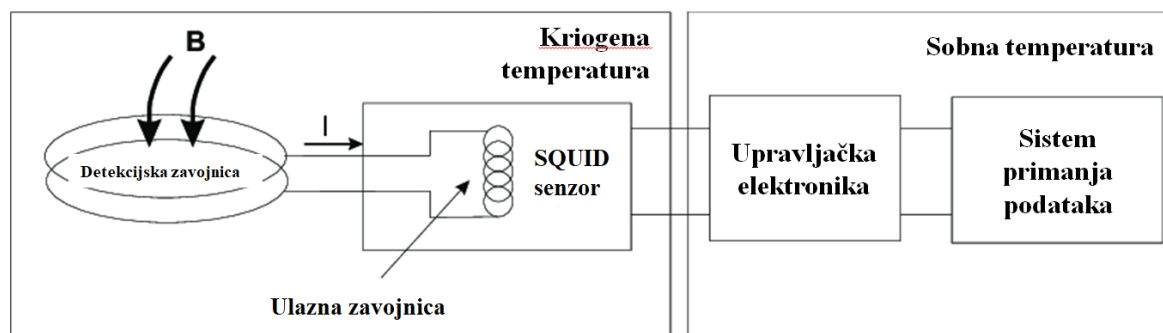 B
Kriogena
temperatura
Sobna temperatura
I
Detekcijska zavojnica
SQUID
senzor
Upravljačka
elektronika
Sistem
primanja
podataka
Ulazna zavojnica